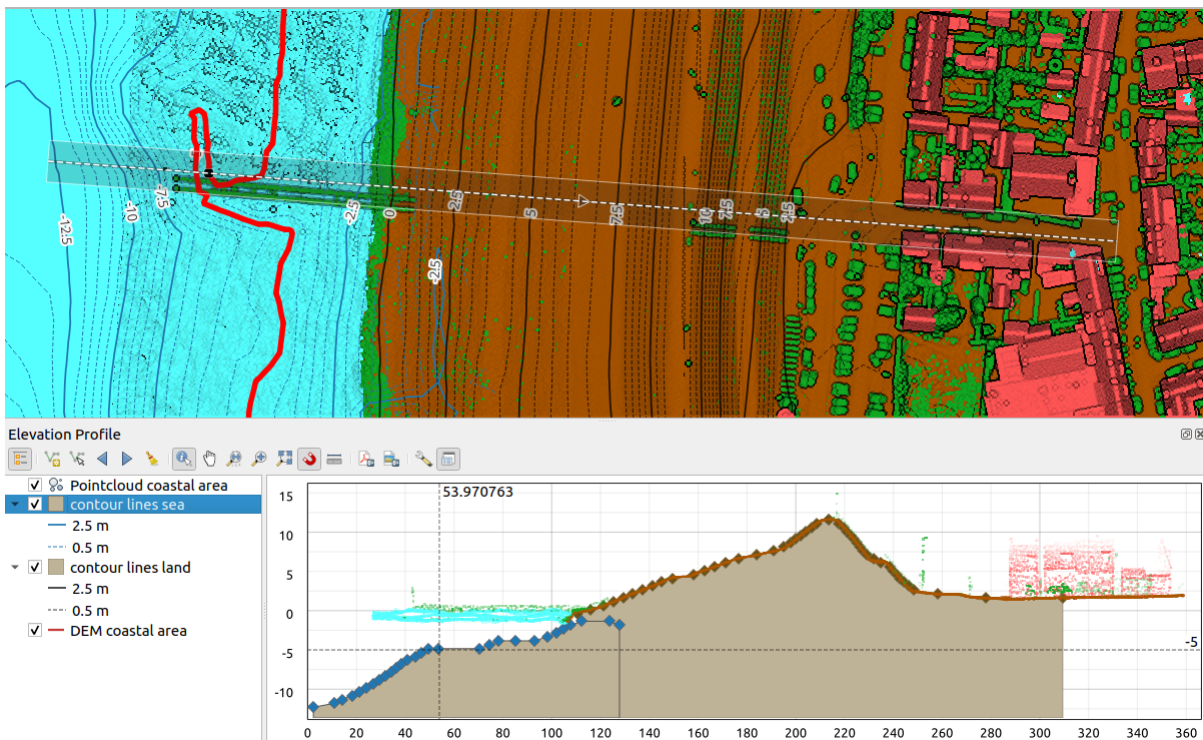 -12.5
-10
-7.5
-2.5
0
2.5
-2.5
5
7.5
10
7.5
5
2.5
Elevation Profile
Pointcloud coastal area
contour lines sea
2.5 m
0.5 m
contour lines land
2.5 m
0.5 m
DEM coastal area
53.970763
15
10
5
0
-5
-10
-5
0 20 40 60 80 100 120 140 160 180 200 220 240 260 280 300 320 340 360